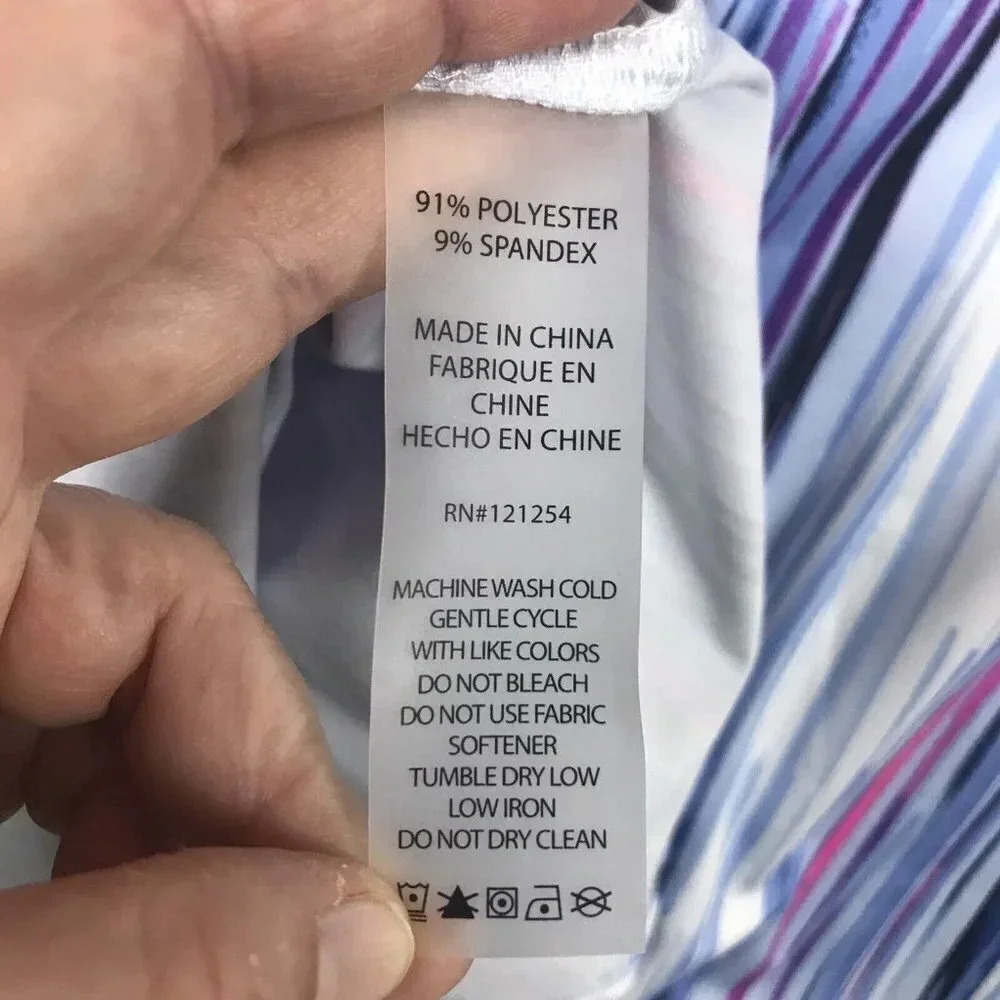 91% POLYESTER
9% SPANDEX
MADE IN CHINA
FABRIQUE EN
CHINE
HECHO EN CHINE
RN#121254
MACHINE WASH COLD
GENTLE CYCLE
WITH LIKE COLORS
DO NOT BLEACH
DO NOT USE FABRIC
SOFTENER
TUMBLE DRY LOW
LOW IRON
DO NOT DRY CLEAN